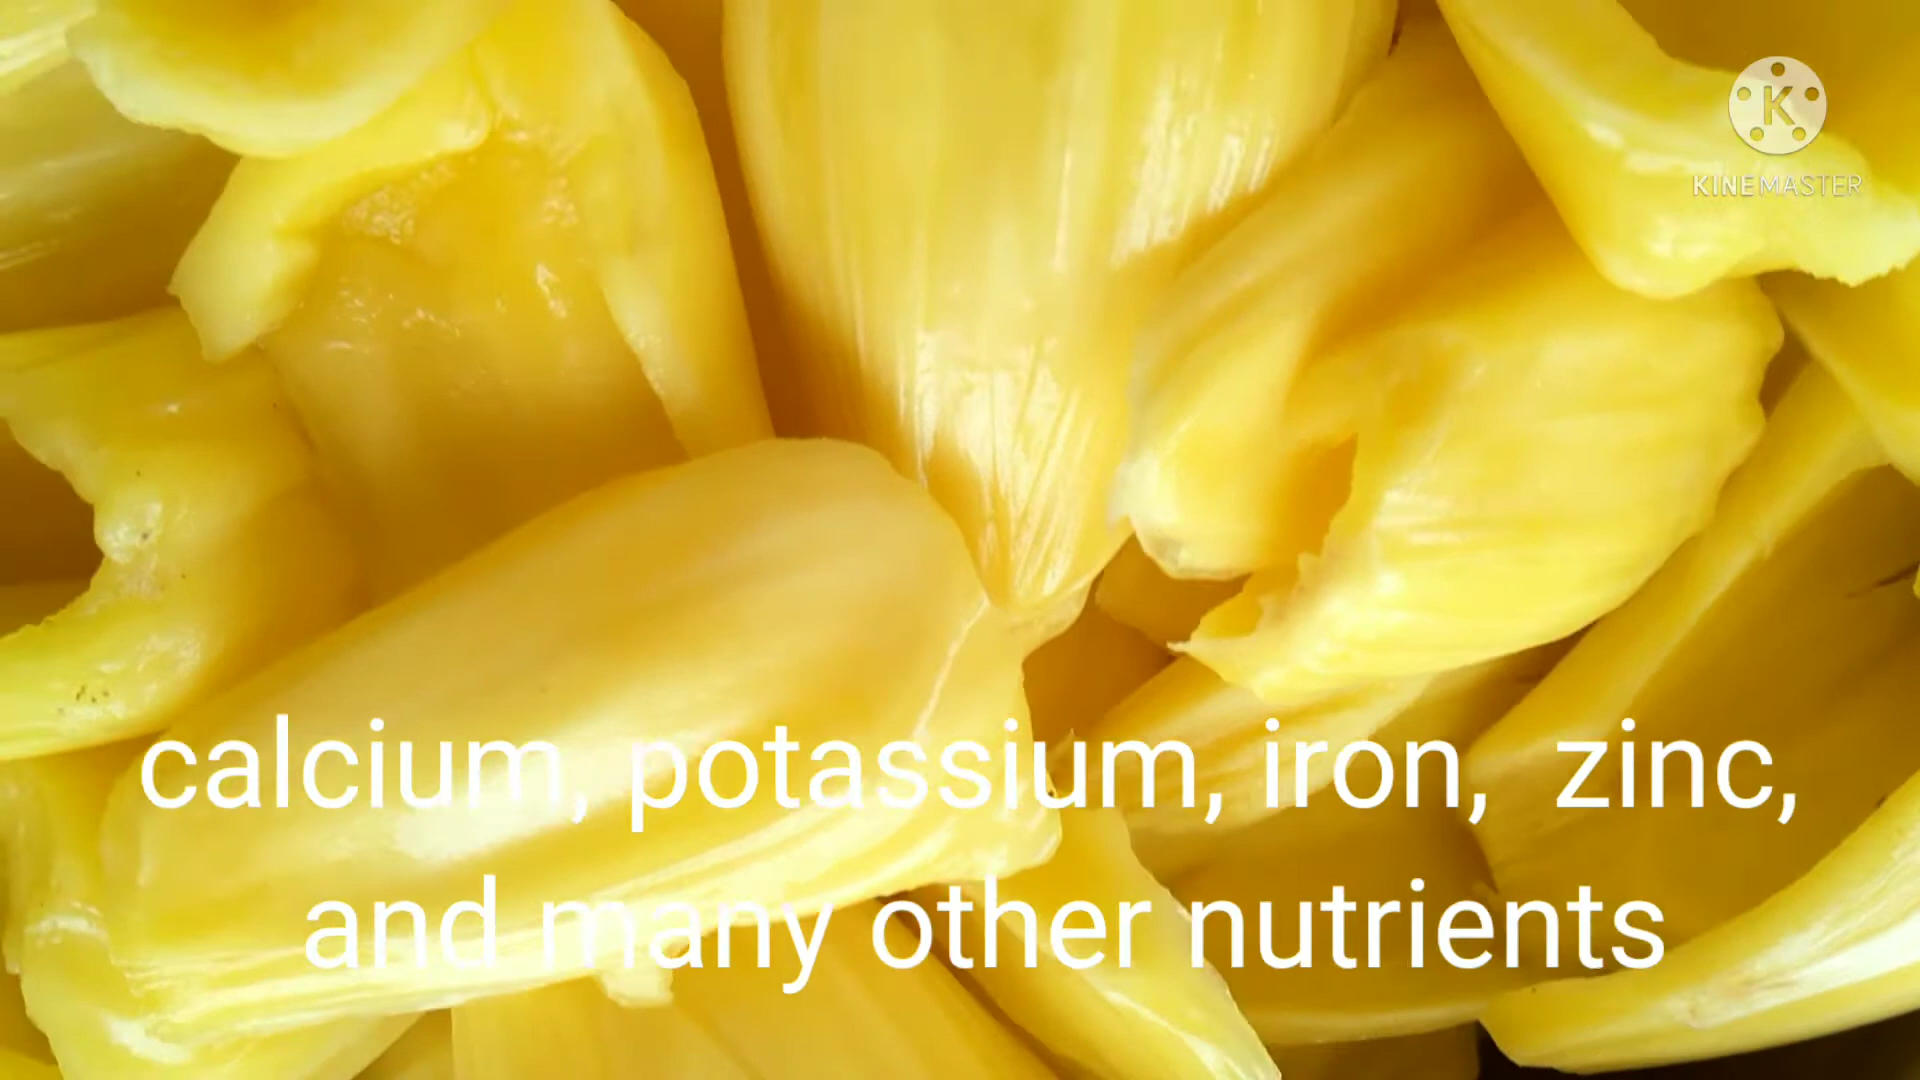 K
KINEMASTER
calcium, potassium, iron,  zinc,
and many other nutrients